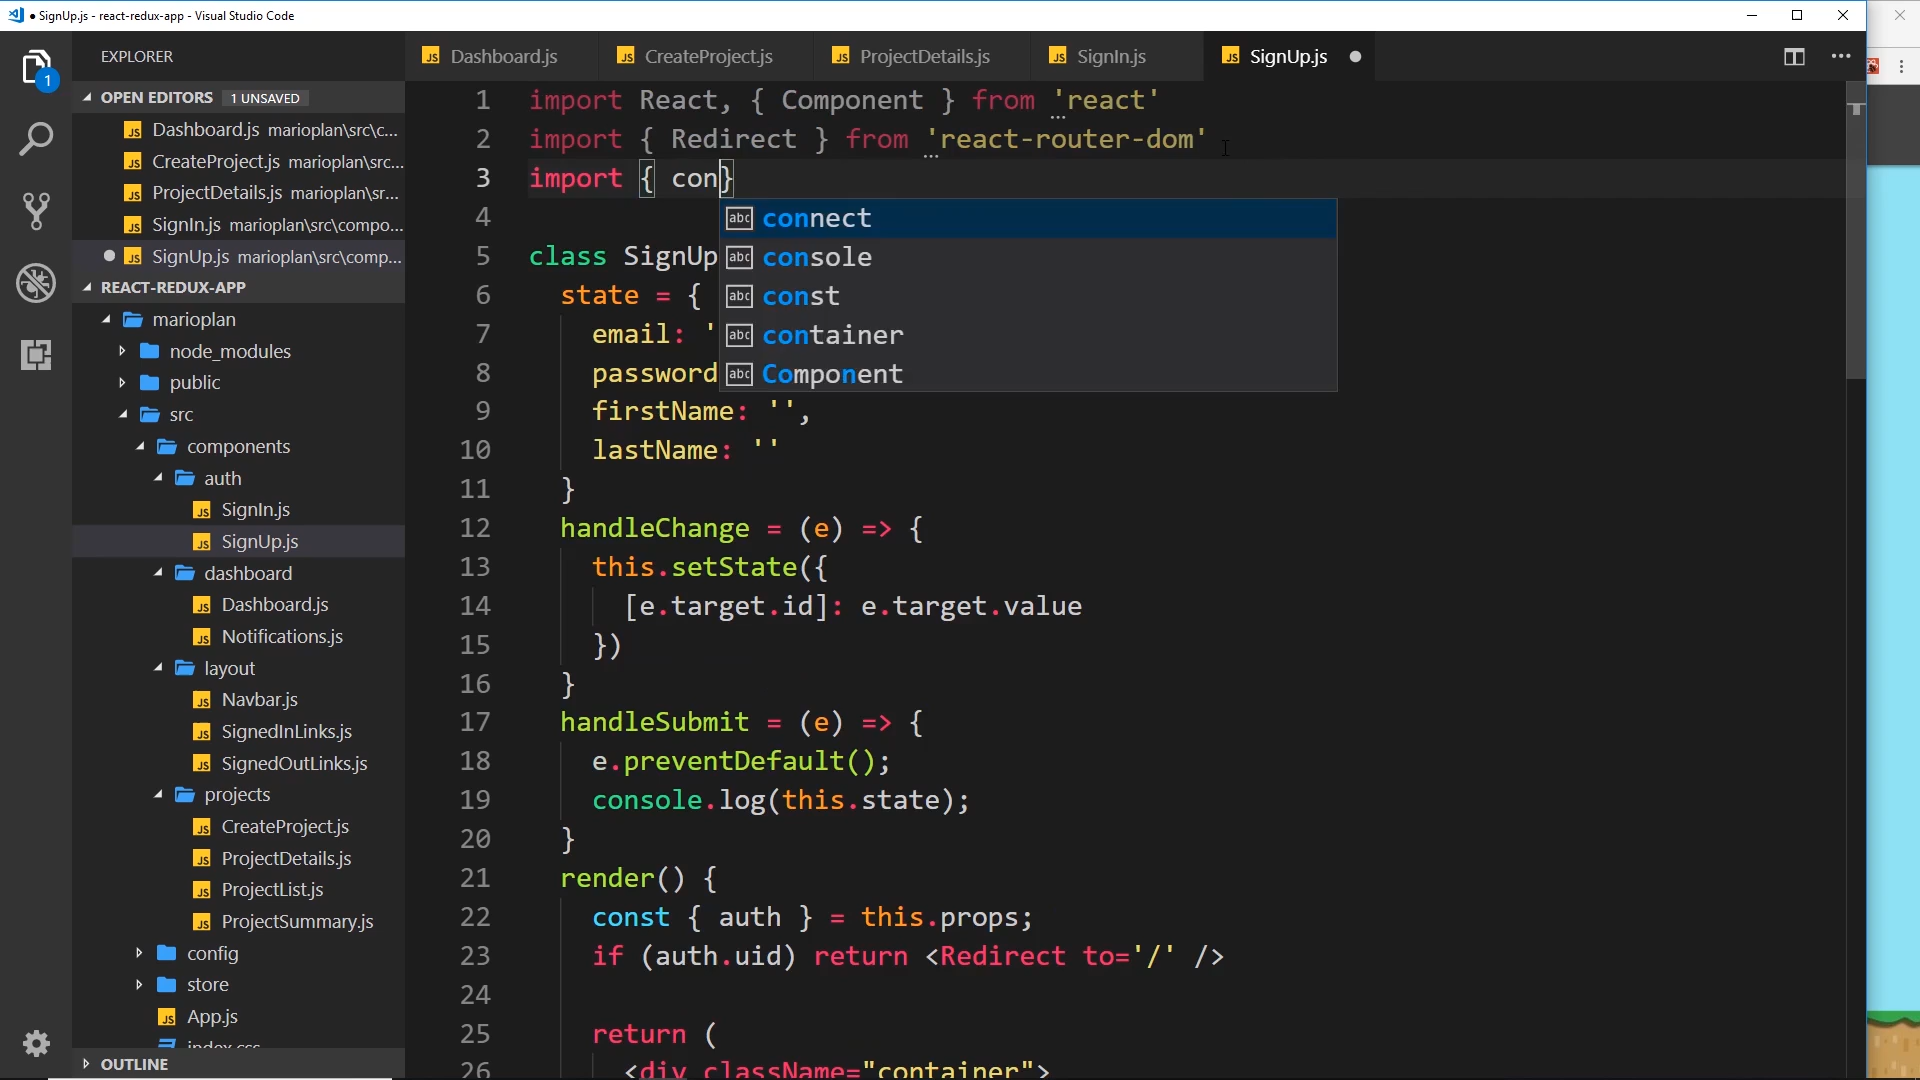 SignUp.js - react-redux-app - Visual Studio Code
EXPLORER
1
OPEN EDITORS 1 UNSAVED
Dashboard.js marioplan\src\c...
CreateProject.js marioplan\src...
ProjectDetails.js marioplan\sr...
SignIn.js marioplan\src\compo...
SignUp.js marioplan\src\comp...
REACT-REDUX-APP
marioplan
node_modules
public
src
components
auth
SignIn.js
SignUp.js
dashboard
Dashboard.js
Notifications.js
layout
Navbar.js
SignedInLinks.js
SignedOutLinks.js
projects
CreateProject.js
ProjectDetails.js
ProjectList.js
ProjectSummary.js
config
store
App.js
index.css
OUTLINE
Dashboard.js CreateProject.js ProjectDetails.js SignIn.js SignUp.js
1 import React, { Component } from 'react'
2 import { Redirect } from 'react-router-dom'
3 import { con}
connect
console
const
container
Component
4
5 class SignUp
6 state = {
7 email: '
8 password
9 firstName: '',
10 lastName: ''
11 }
12 handleChange = (e) => {
13 this.setState({
14 [e.target.id]: e.target.value
15 })
16 }
17 handleSubmit = (e) => {
18 e.preventDefault();
19 console.log(this.state);
20 }
21 render() {
22 const { auth } = this.props;
23 if (auth.uid) return <Redirect to='/' />
24
25 return (
26 <div className="container">